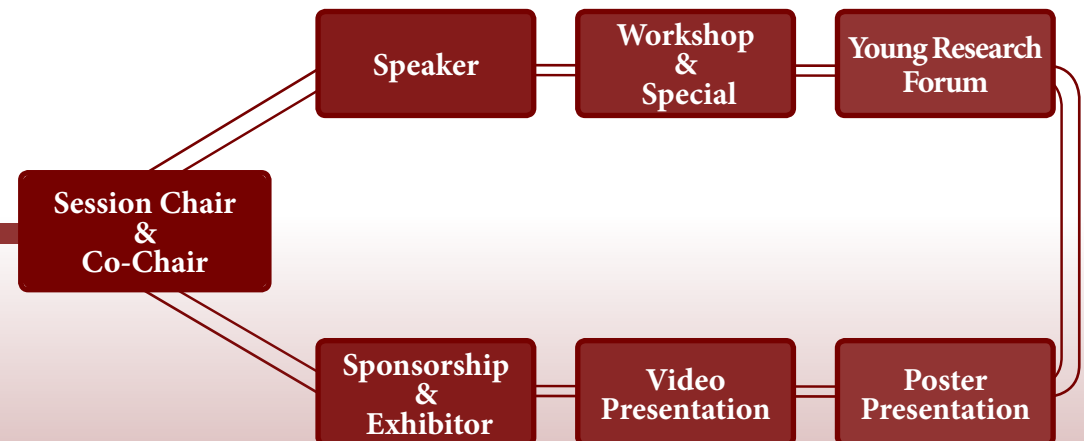 Speaker
Workshop
&
Special
Young Research
Forum
Session Chair
&
Co-Chair
Sponsorship
&
Exhibitor
Video
Presentation
Poster
Presentation